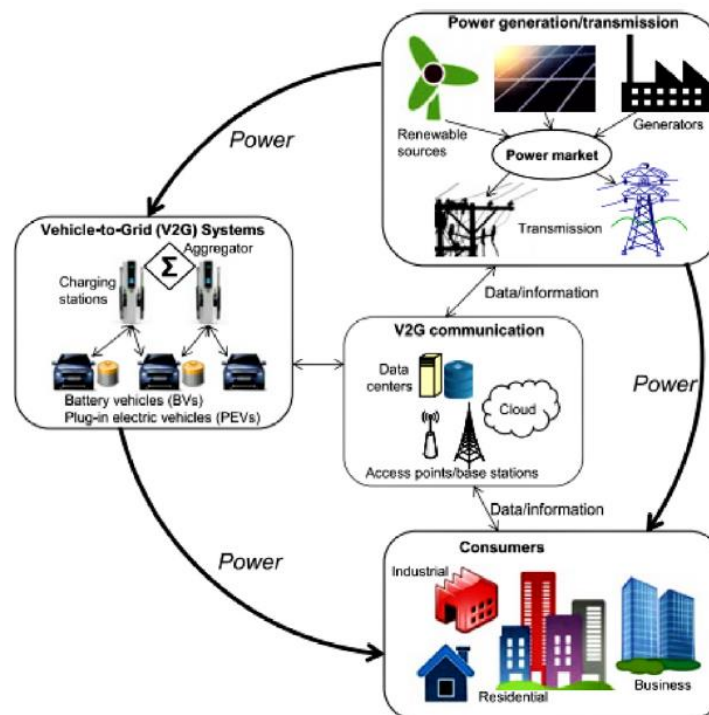 Power generation/transmission
Renewable
sources
Generators
Power market
Transmission
Power
Vehicle-to-Grid (V2G) Systems
Aggregator
Σ
Charging
stations
Battery vehicles (BVs)
Plug-in electric vehicles (PEVs)
Data/information
V2G communication
Data
centers
Cloud
Access points/base stations
Power
Data/information
Power
Consumers
Industrial
Residential
Business